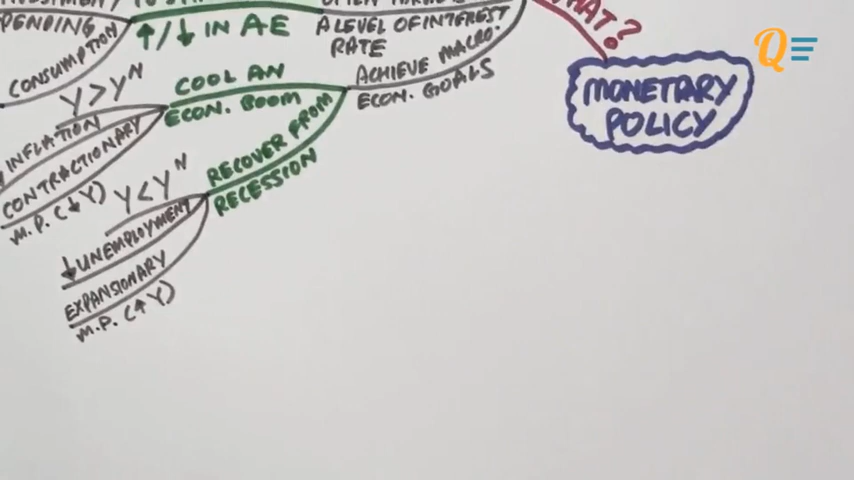 PENDING
CONSUMPTION
↑/↓ IN AE
A LEVEL OF INTEREST
RATE
WHAT?
MONETARY
POLICY
ACHIEVE MACRO.
ECON. GOALS
COOL AN
ECON. BOOM
Y > Yᴺ
INFLATION
CONTRACTIONARY
M.P. (↓Y)
RECOVER FROM
RECESSION
Y < Yᴺ
↓UNEMPLOYMENT
EXPANSIONARY
M.P. (↑Y)
Q